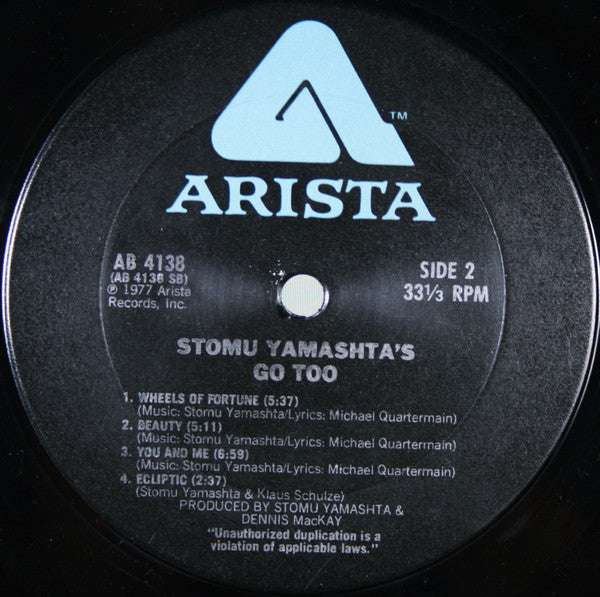 TM
ARISTA
AB 4138
(AB 4138 SB)
℗ 1977 Arista
Records, Inc.
SIDE 2
33⅓ RPM
STOMU YAMASHTA'S
GO TOO
1. WHEELS OF FORTUNE (5:37)
(Music: Stomu Yamashta/Lyrics: Michael Quartermain)
2. BEAUTY (5:11)
(Music: Stomu Yamashta/Lyrics: Michael Quartermain)
3. YOU AND ME (6:59)
(Music: Stomu Yamashta/Lyrics: Michael Quartermain)
4. ECLIPTIC (2:37)
(Stomu Yamashta & Klaus Schulze)
PRODUCED BY STOMU YAMASHTA &
DENNIS MacKAY
"Unauthorized duplication is a
violation of applicable laws."